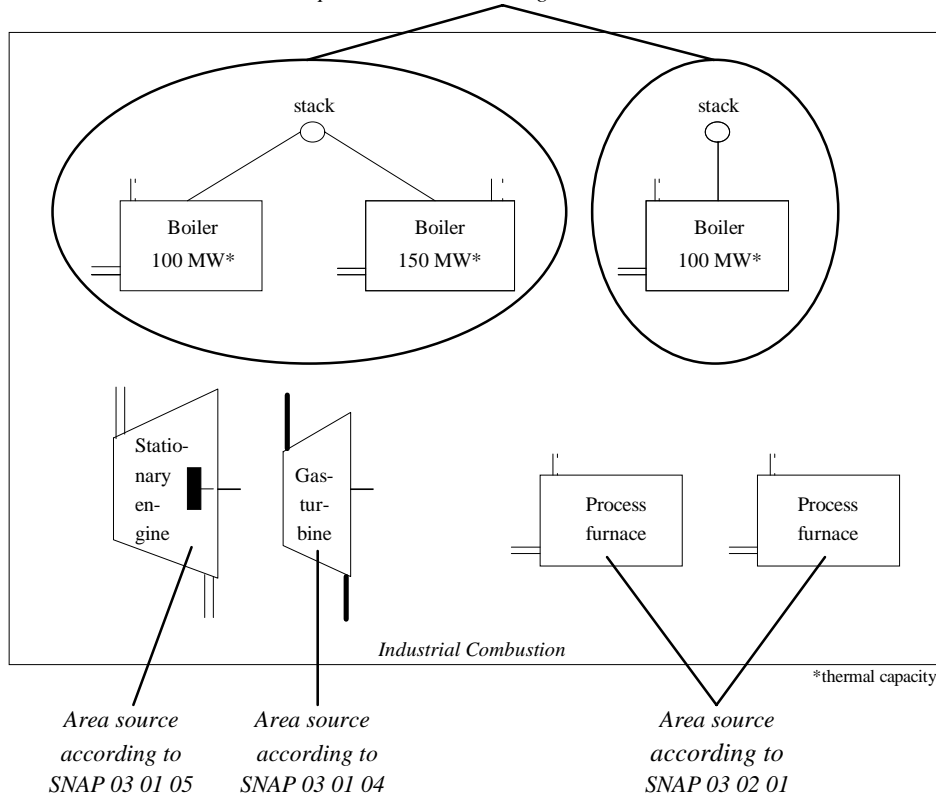 stack
stack
Boiler
100 MW*
Boiler
150 MW*
Boiler
100 MW*
Statio-
nary
en-
gine
Gas-
tur-
bine
Process
furnace
Process
furnace
Industrial Combustion
*thermal capacity
Area source
according to
SNAP 03 01 05
Area source
according to
SNAP 03 01 04
Area source
according to
SNAP 03 02 01